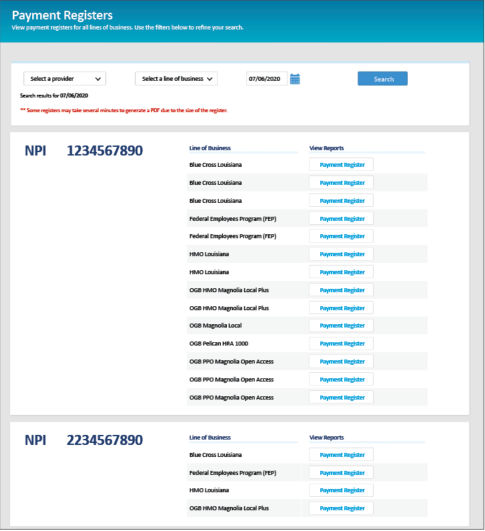 Payment Registers
View payment registers for all lines of business. Use the filters below to refine your search.
Select a provider Select a line of business 07/06/2020 Search
Search results for 07/06/2020
** Some registers may take several minutes to generate a PDF due to the size of the register.
NPI 1234567890 Line of Business View Reports
Blue Cross Louisiana Payment Register
Blue Cross Louisiana Payment Register
Blue Cross Louisiana Payment Register
Federal Employees Program (FEP) Payment Register
Federal Employees Program (FEP) Payment Register
HMO Louisiana Payment Register
HMO Louisiana Payment Register
OGB HMO Magnolia Local Plus Payment Register
OGB HMO Magnolia Local Plus Payment Register
OGB Magnolia Local Payment Register
OGB Pelican HRA 1000 Payment Register
OGB PPO Magnolia Open Access Payment Register
OGB PPO Magnolia Open Access Payment Register
OGB PPO Magnolia Open Access Payment Register
NPI 2234567890 Line of Business View Reports
Blue Cross Louisiana Payment Register
Federal Employees Program (FEP) Payment Register
HMO Louisiana Payment Register
OGB HMO Magnolia Local Plus Payment Register